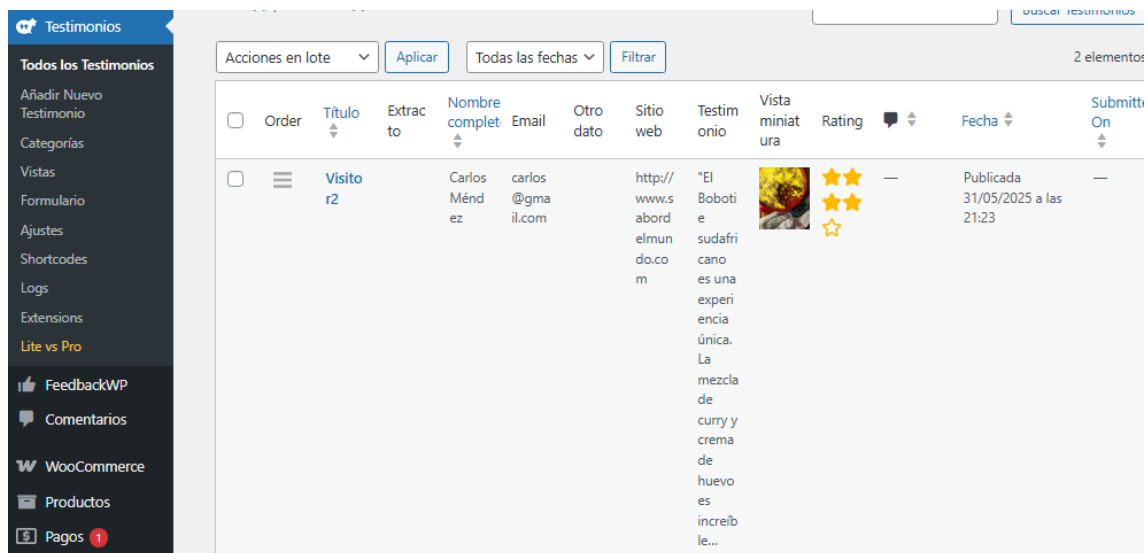 Testimonios
Todos los Testimonios
Añadir Nuevo
Testimonio
Categorías
Vistas
Formulario
Ajustes
Shortcodes
Logs
Extensions
Lite vs Pro
FeedbackWP
Comentarios
WooCommerce
Productos
Pagos 1
Buscar Testimonios
Acciones en lote Aplicar Todas las fechas Filtrar 2 elementos
Order
Título
Extrac
to
Nombre
complet
Email
Otro
dato
Sitio
web
Testim
onio
Vista
miniat
ura
Rating
Fecha
Submitte
On
Visito
r2
Carlos
Ménd
ez
carlos
@gma
il.com
http://
www.s
abord
elmun
do.co
m
"El
Boboti
e
sudafri
cano
es una
experi
encia
única.
La
mezcla
de
curry y
crema
de
huevo
es
increíb
le...
—
Publicada
31/05/2025 a las
21:23
—